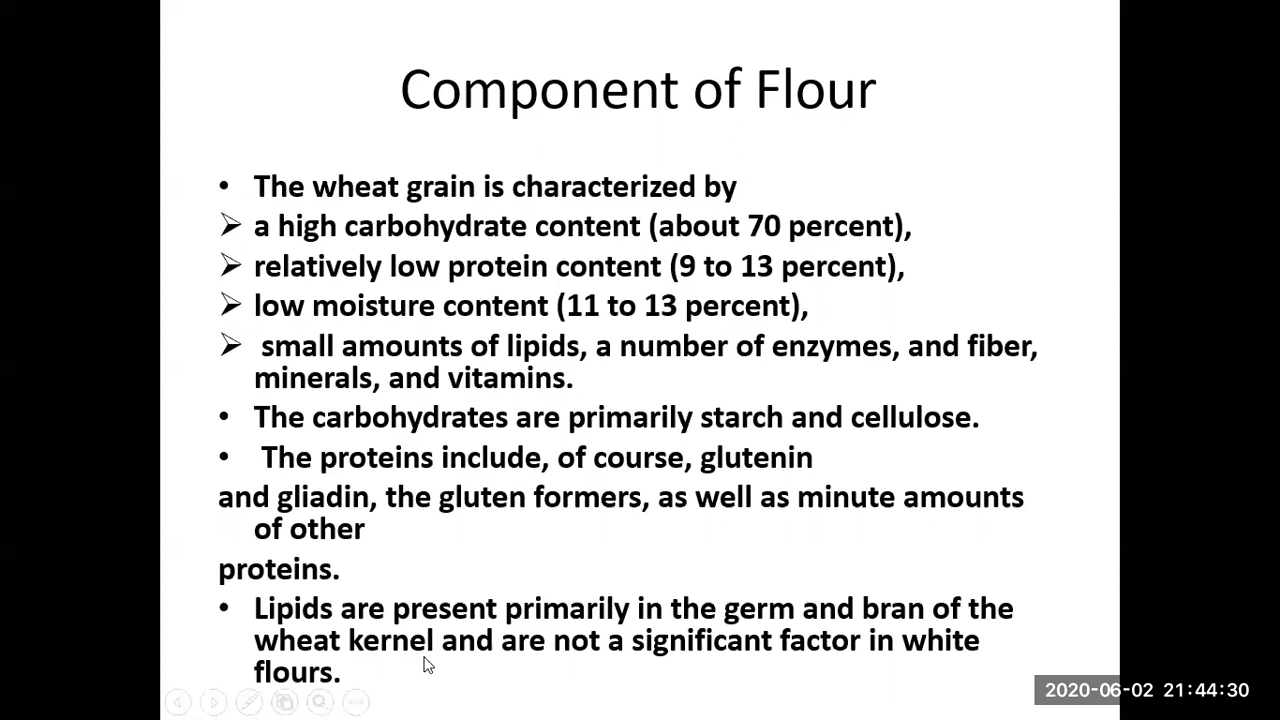 Component of Flour
• The wheat grain is characterized by
➢ a high carbohydrate content (about 70 percent),
➢ relatively low protein content (9 to 13 percent),
➢ low moisture content (11 to 13 percent),
➢ small amounts of lipids, a number of enzymes, and fiber,
minerals, and vitamins.
• The carbohydrates are primarily starch and cellulose.
• The proteins include, of course, glutenin
and gliadin, the gluten formers, as well as minute amounts
of other
proteins.
• Lipids are present primarily in the germ and bran of the
wheat kernel and are not a significant factor in white
flours.
2020-06-02 21:44:30